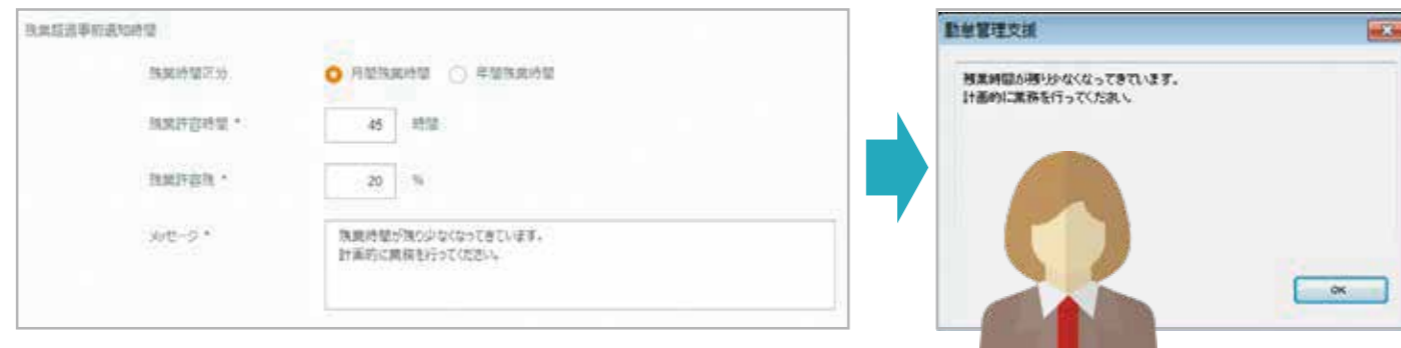 残業超過事前通知時間
残業時間区分
月間残業時間
年間残業時間
残業許容時間 *
45 時間
残業許容残 *
20 %
メッセージ *
残業時間が残り少なくなってきています。
計画的に業務を行ってください。
勤怠管理支援
残業時間が残り少なくなってきています。
計画的に業務を行ってください。
OK